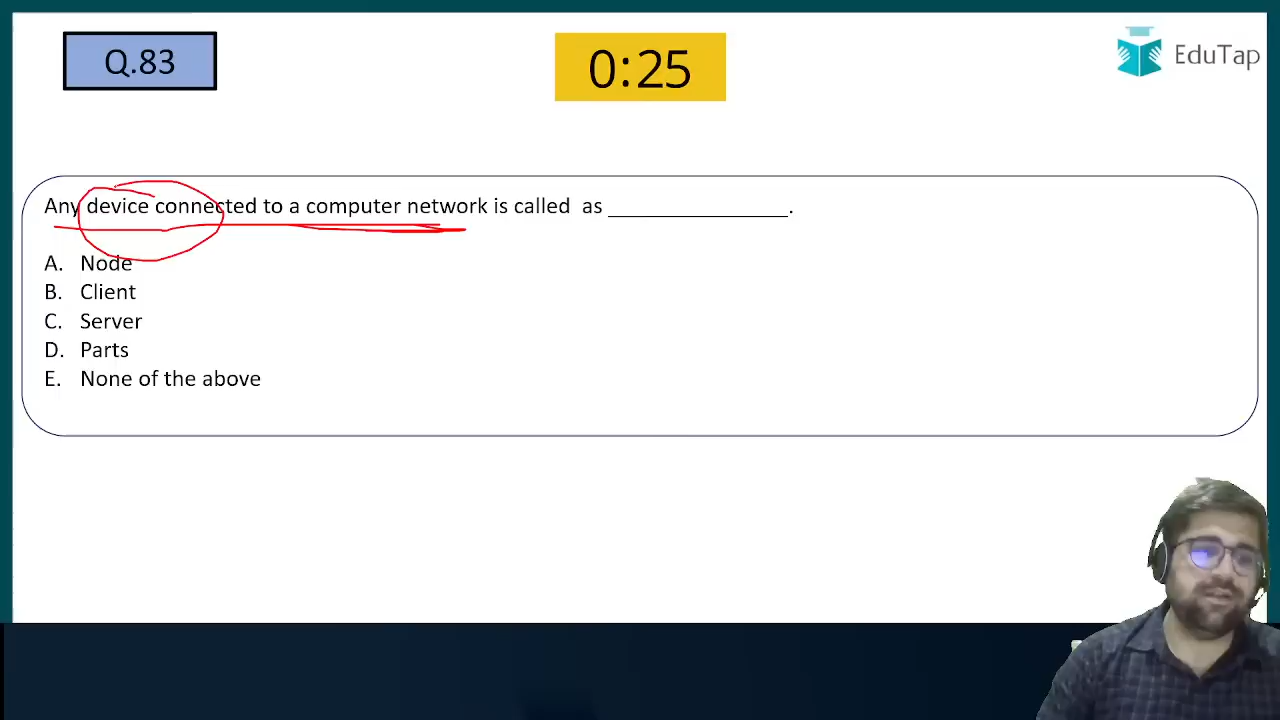 Q.83
0:25
EduTap
Any device connected to a computer network is called as _______________.
A. Node
B. Client
C. Server
D. Parts
E. None of the above